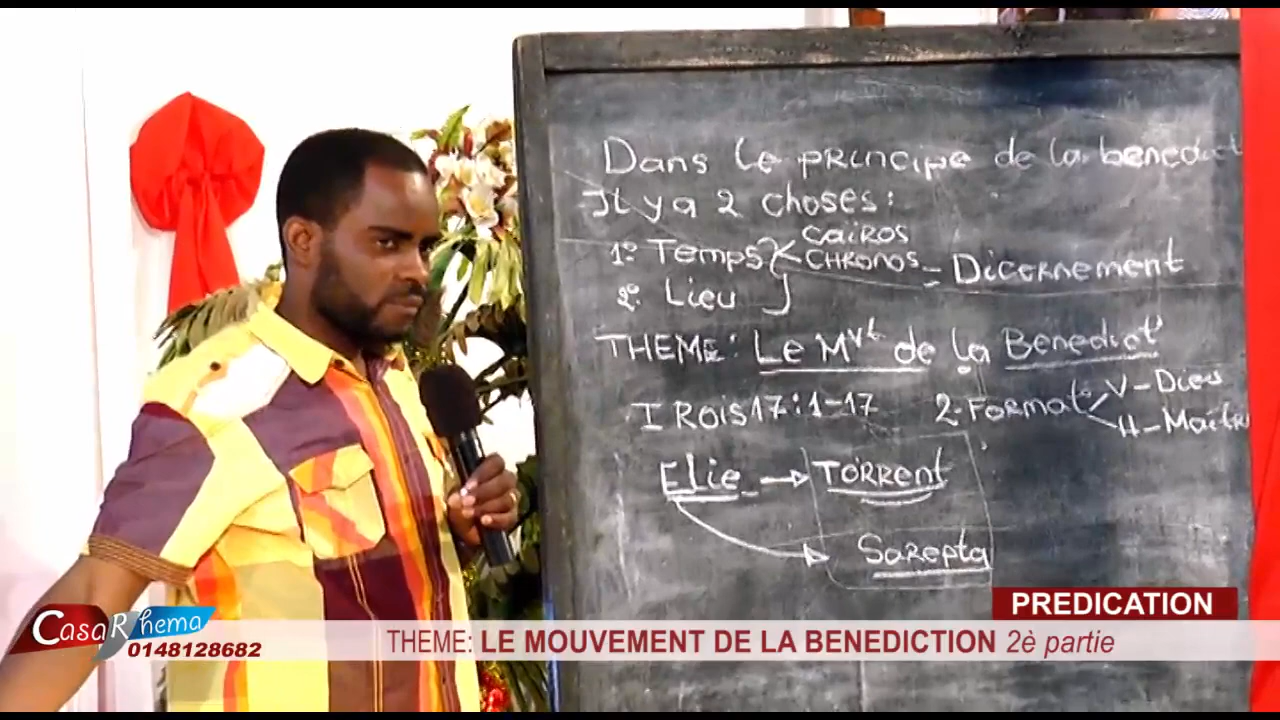 Dans le principe de la benedict
Il y a 2 choses:
1° Temps CAIROS
CHRONOS - Dicernement
2° Lieu
THEME: Le Mvt de la Benedict°
I ROIS 17:1-17 2-Formats V-Dieu
H-Maitre
Elie → TORRENT
Sarepta
PREDICATION
CasaRhema
0148128682
THEME: LE MOUVEMENT DE LA BENEDICTION 2è partie